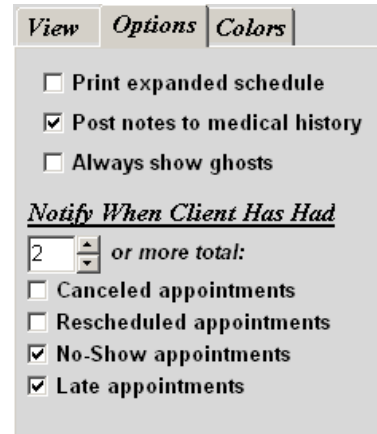 View Options Colors
Print expanded schedule
Post notes to medical history
Always show ghosts
Notify When Client Has Had
2 or more total:
Canceled appointments
Rescheduled appointments
No-Show appointments
Late appointments